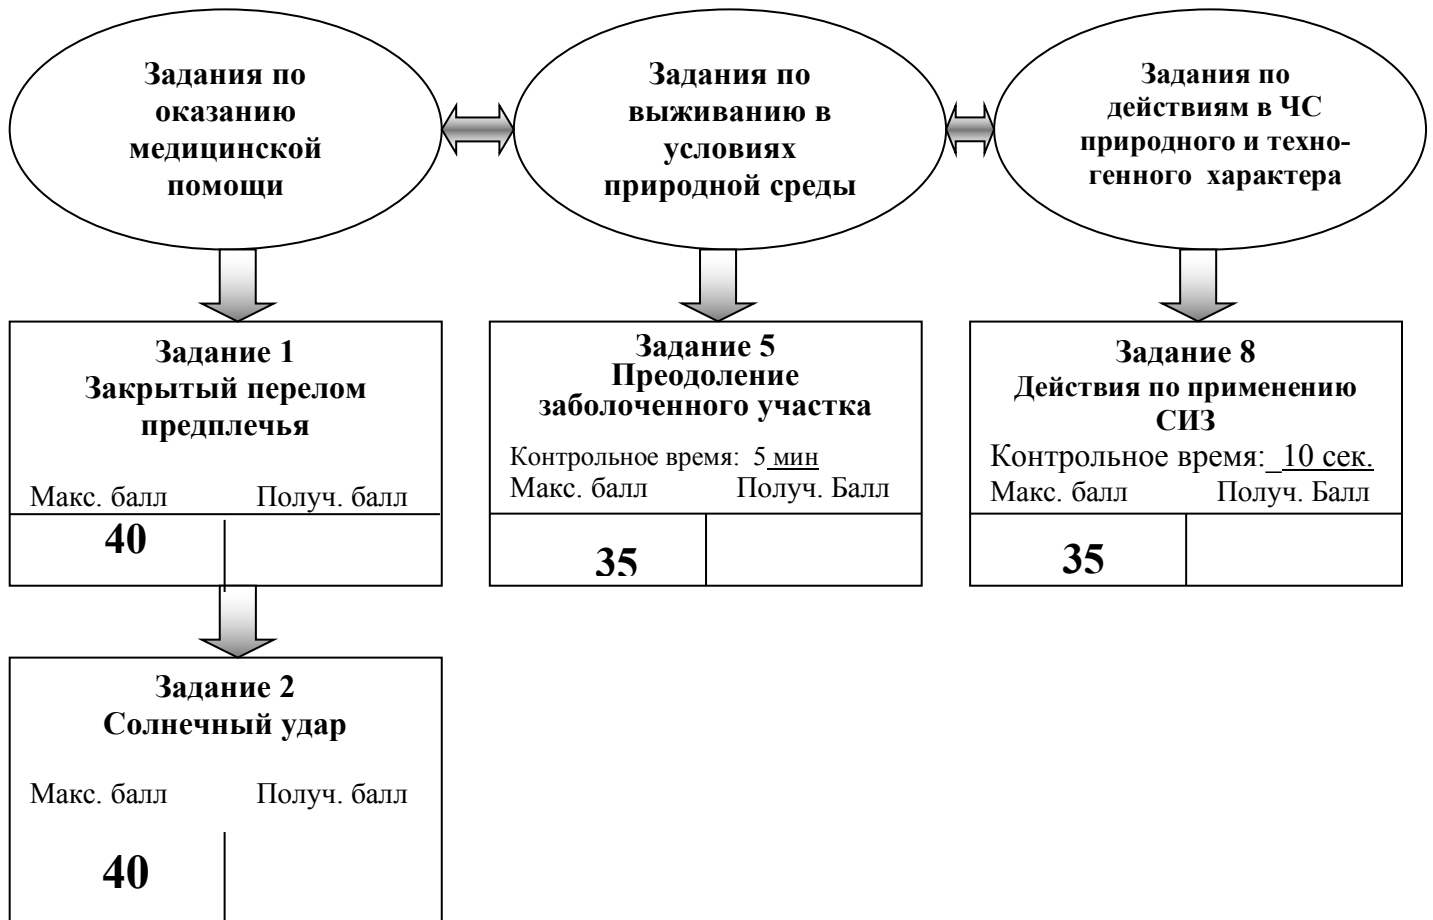 Задания по
оказанию
медицинской
помощи
Задания по
выживанию в
условиях
природной среды
Задания по
действиям в ЧС
природного и техно-
генного характера
Задание 1
Закрытый перелом
предплечья
Макс. балл Получ. балл
40
Задание 5
Преодоление
заболоченного участка
Контрольное время: 5 мин
Макс. балл Получ. Балл
35
Задание 8
Действия по применению
СИЗ
Контрольное время:_10 сек.
Макс. балл Получ. Балл
35
Задание 2
Солнечный удар
Макс. балл Получ. балл
40